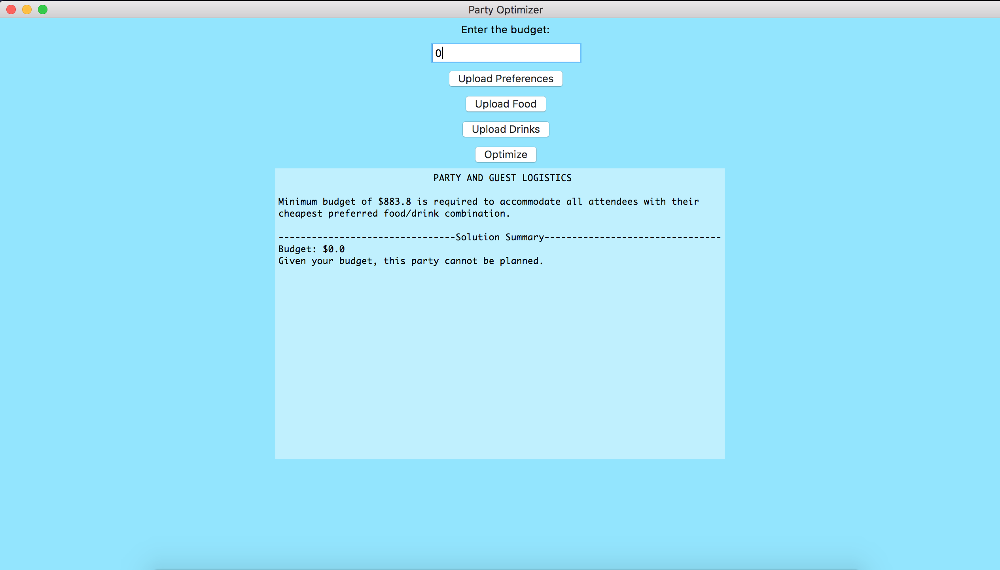 Party Optimizer
Enter the budget:
0
Upload Preferences
Upload Food
Upload Drinks
Optimize
PARTY AND GUEST LOGISTICS
Minimum budget of $883.8 is required to accommodate all attendees with their
cheapest preferred food/drink combination.
--------------------------------Solution Summary--------------------------------
Budget: $0.0
Given your budget, this party cannot be planned.